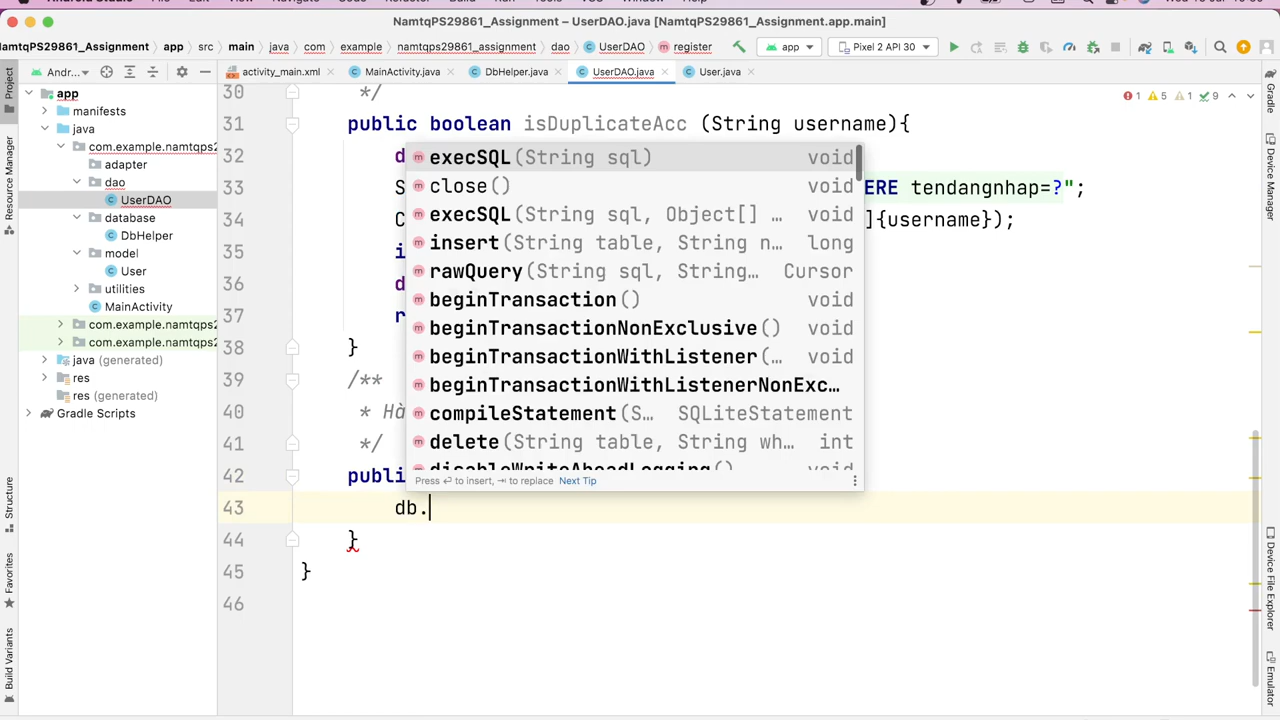 NamtqPS29861_Assignment – UserDAO.java [NamtqPS29861_Assignment.app.main]
NamtqPS29861_Assignment app src main java com example namtqps29861_assignment dao UserDAO register app Pixel 2 API 30
Andr... activity_main.xml MainActivity.java DbHelper.java UserDAO.java User.java
Project
Resource Manager
Structure
Favorites
Build Variants
app
manifests
java
com.example.namtqps2
adapter
dao
UserDAO
database
DbHelper
model
User
utilities
MainActivity
com.example.namtqps2
com.example.namtqps2
java (generated)
res
res (generated)
Gradle Scripts
1 5 1 9
30 */
31 public boolean isDuplicateAcc (String username){
32 d
33 S ERE tendangnhap=?";
34 C ]{username});
35 i
36 d
37 r
38 }
39 /**
40 * Hà
41 */
42 publi
43 db.
44 }
45 }
46
execSQL(String sql) void
close() void
execSQL(String sql, Object[] … void
insert(String table, String n… long
rawQuery(String sql, String… Cursor
beginTransaction() void
beginTransactionNonExclusive() void
beginTransactionWithListener(… void
beginTransactionWithListenerNonExc…
compileStatement(S… SQLiteStatement
delete(String table, String wh… int
disableWriteAheadLogging() void
Press ⏎ to insert, ⇥ to replace Next Tip
Gradle
Device Manager
Device File Explorer
Emulator